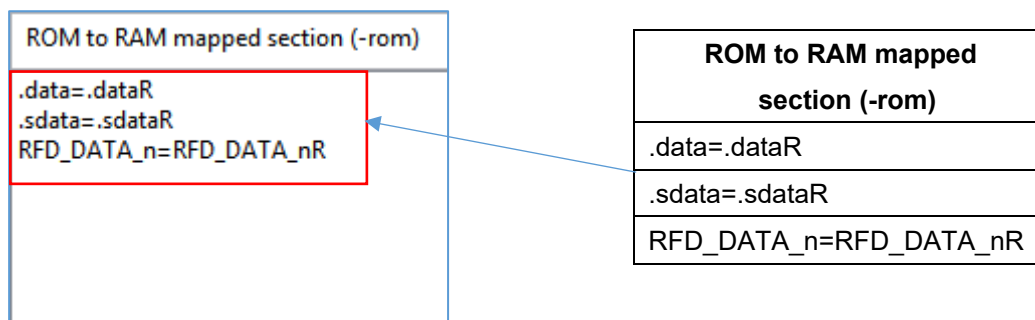 ROM to RAM mapped section (-rom)
.data=.dataR
.sdata=.sdataR
RFD_DATA_n=RFD_DATA_nR
ROM to RAM mapped
section (-rom)
.data=.dataR
.sdata=.sdataR
RFD_DATA_n=RFD_DATA_nR